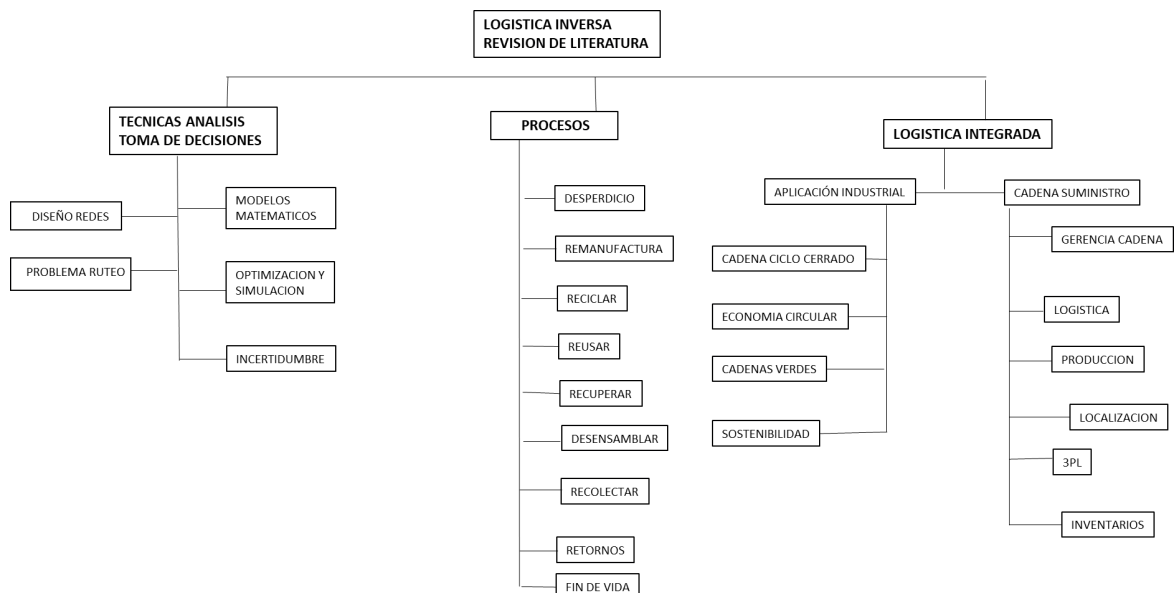 LOGISTICA INVERSA
REVISION DE LITERATURA
TECNICAS ANALISIS
TOMA DE DECISIONES
DISEÑO REDES
PROBLEMA RUTEO
MODELOS
MATEMATICOS
OPTIMIZACION Y
SIMULACION
INCERTIDUMBRE
PROCESOS
DESPERDICIO
REMANUFACTURA
RECICLAR
REUSAR
RECUPERAR
DESENSAMBLAR
RECOLECTAR
RETORNOS
FIN DE VIDA
LOGISTICA INTEGRADA
APLICACIÓN INDUSTRIAL
CADENA CICLO CERRADO
ECONOMIA CIRCULAR
CADENAS VERDES
SOSTENIBILIDAD
CADENA SUMINISTRO
GERENCIA CADENA
LOGISTICA
PRODUCCION
LOCALIZACION
3PL
INVENTARIOS